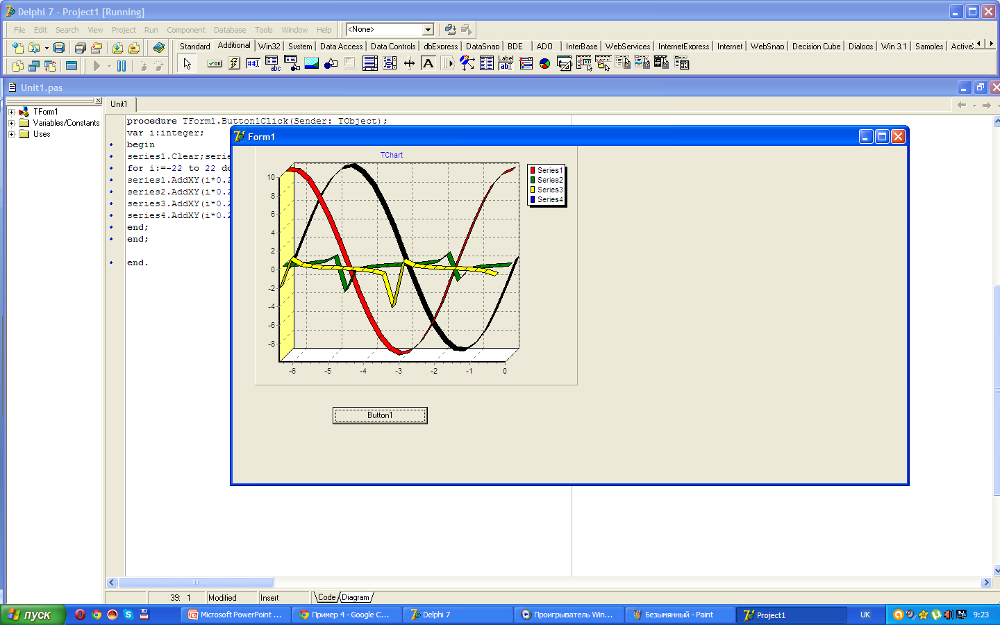 Delphi 7 - Project1 [Running]
File Edit Search View Project Run Component Database Tools Window Help <None>
Standard Additional Win32 System Data Access Data Controls dbExpress DataSnap BDE ADO InterBase WebServices InternetExpress Internet WebSnap Decision Cube Dialogs Win 3.1 Samples ActiveX
Unit1.pas
Unit1
TForm1
Variables/Constants
Uses
procedure TForm1.Button1Click(Sender: TObject);
var i:integer;
begin
series1.Clear;serie
for i:=-22 to 22 do
series1.AddXY(i*0.2
series2.AddXY(i*0.2
series3.AddXY(i*0.2
series4.AddXY(i*0.2
end;
end;
end.
Form1
TChart
Series1
Series2
Series3
Series4
10
8
6
4
2
0
-2
-4
-6
-8
-6 -5 -4 -3 -2 -1 0
Button1
39: 1 Modified Insert Code Diagram
пуск Microsoft PowerPoint ... Пример 4 - Google C... Delphi 7 Проигрыватель Win... Безымянный - Paint Project1 UK 9:23